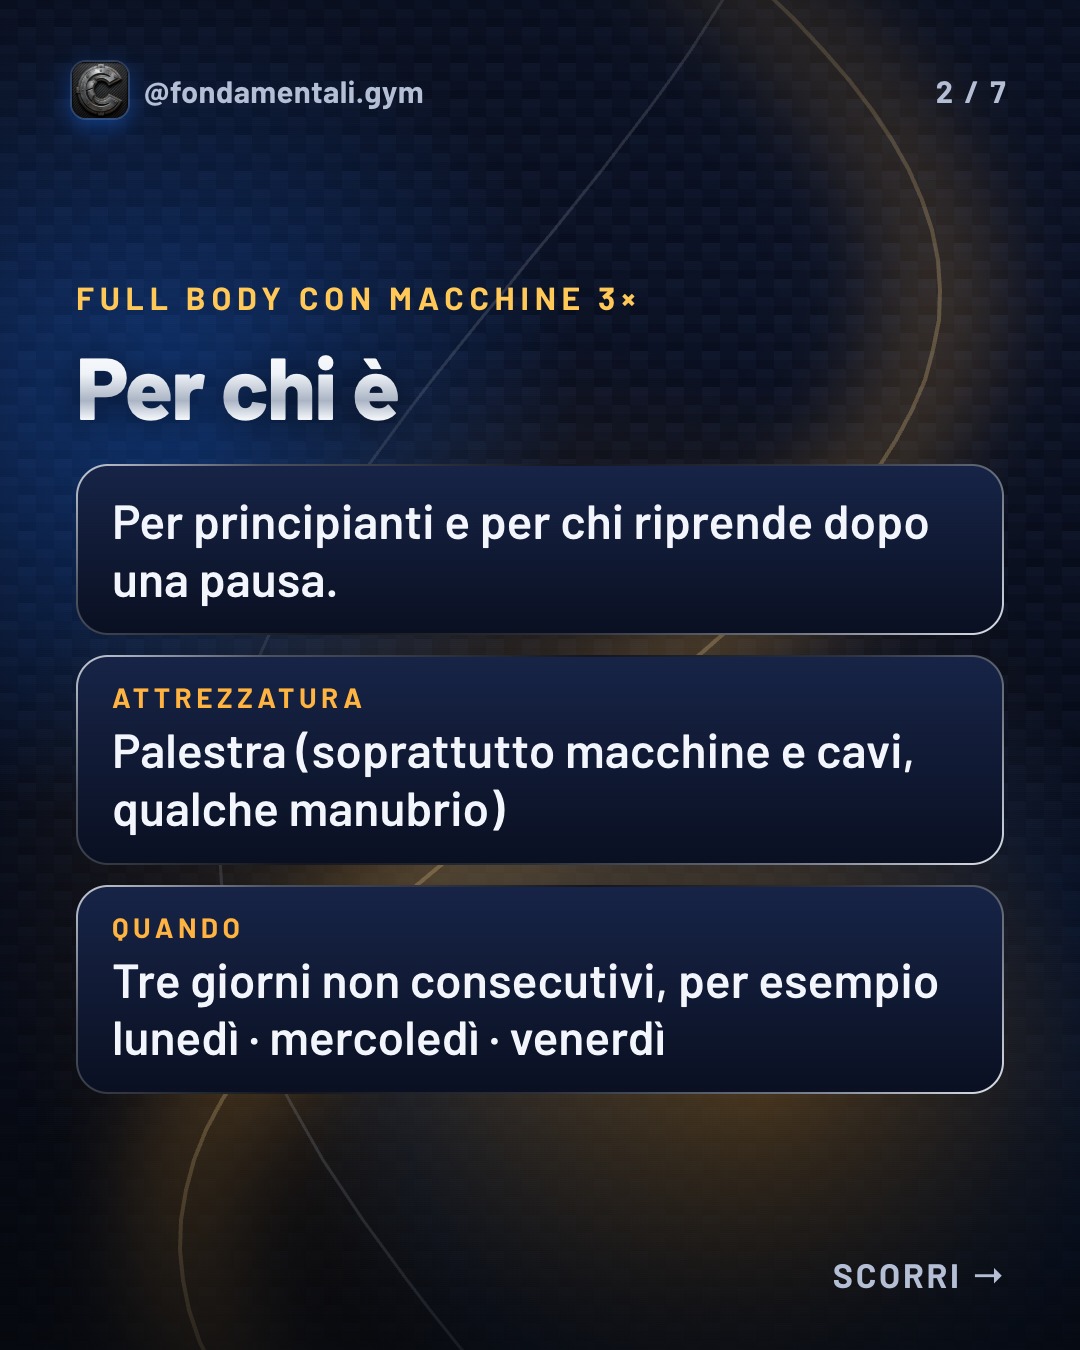 @fondamentali.gym
2 / 7
FULL BODY CON MACCHINE 3×
Per chi è
Per principianti e per chi riprende dopo
una pausa.
ATTREZZATURA
Palestra (soprattutto macchine e cavi,
qualche manubrio)
QUANDO
Tre giorni non consecutivi, per esempio
lunedì · mercoledì · venerdì
SCORRI →